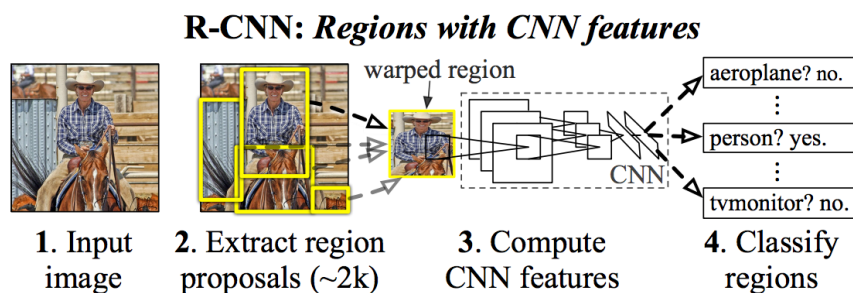 R-CNN: Regions with CNN features
warped region
aeroplane? no.
person? yes.
tvmonitor? no.
CNN
1. Input
image
2. Extract region
proposals (~2k)
3. Compute
CNN features
4. Classify
regions